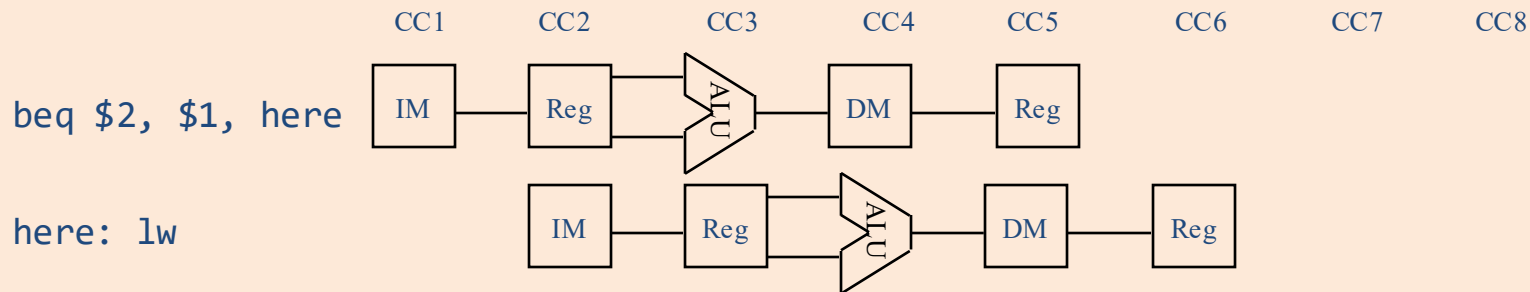 CC1 CC2 CC3 CC4 CC5 CC6 CC7 CC8
beq $2, $1, here IM Reg ALU DM Reg
here: lw IM Reg ALU DM Reg